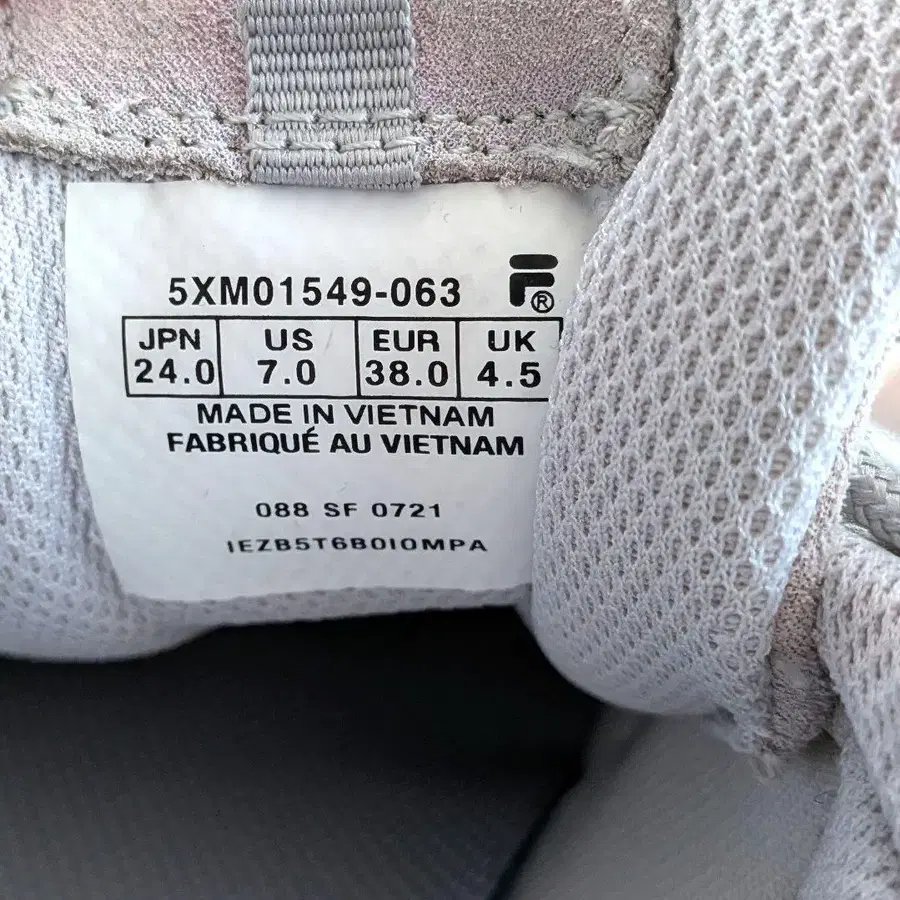 5XM01549-063
JPN US EUR UK
24.0 7.0 38.0 4.5
MADE IN VIETNAM
FABRIQUÉ AU VIETNAM
088 SF 0721
IEZB5T6B0I0MPA